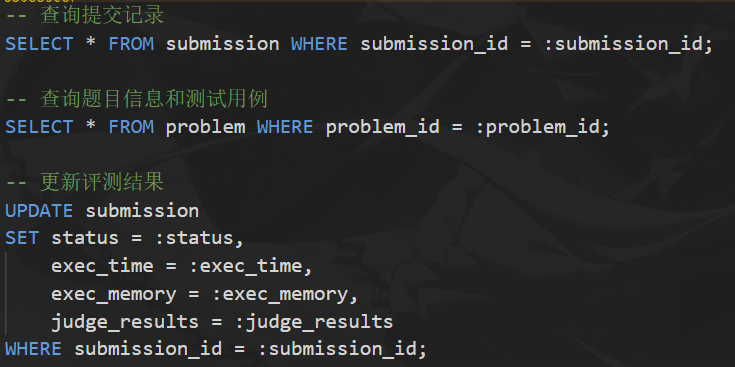 -- 查询提交记录
SELECT * FROM submission WHERE submission_id = :submission_id;
-- 查询题目信息和测试用例
SELECT * FROM problem WHERE problem_id = :problem_id;
-- 更新评测结果
UPDATE submission
SET status = :status,
    exec_time = :exec_time,
    exec_memory = :exec_memory,
    judge_results = :judge_results
WHERE submission_id = :submission_id;